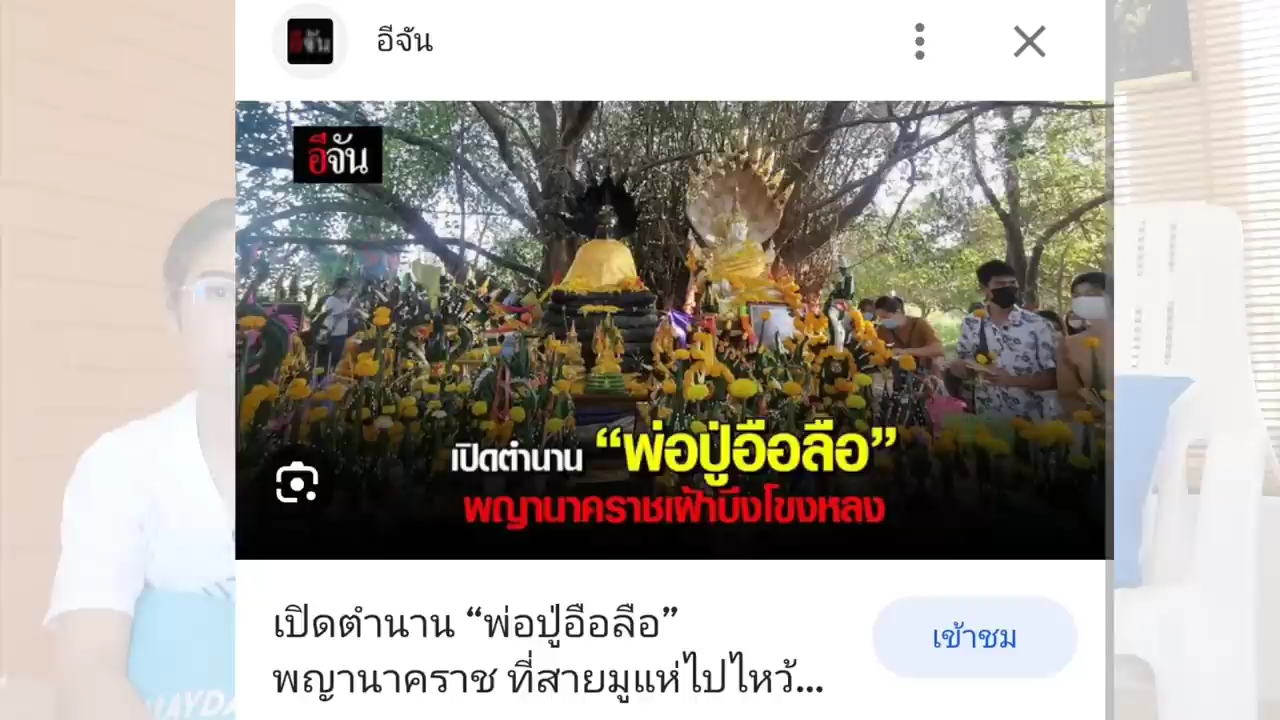 อีจัน
อีจัน
เปิดตำนาน “พ่อปู่อือลือ”
พญานาคราชเฝ้าบึงโขงหลง
เปิดตำนาน “พ่อปู่อือลือ”
พญานาคราช ที่สายมูแห่ไปไหว้...
เข้าชม